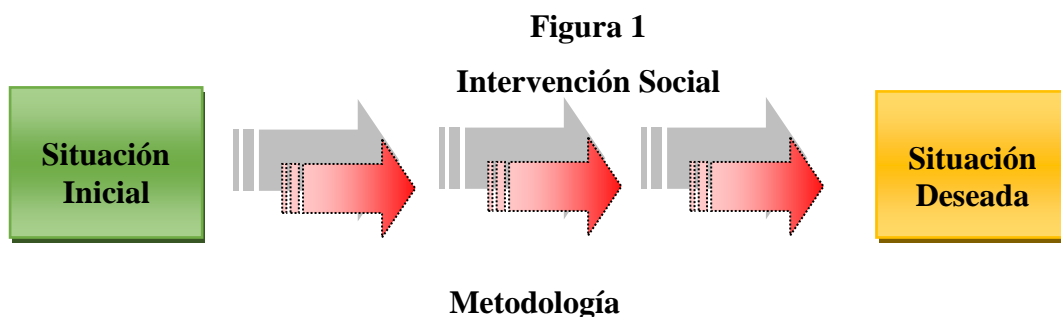 Figura 1
Intervención Social
Situación
Inicial
Situación
Deseada
Metodología